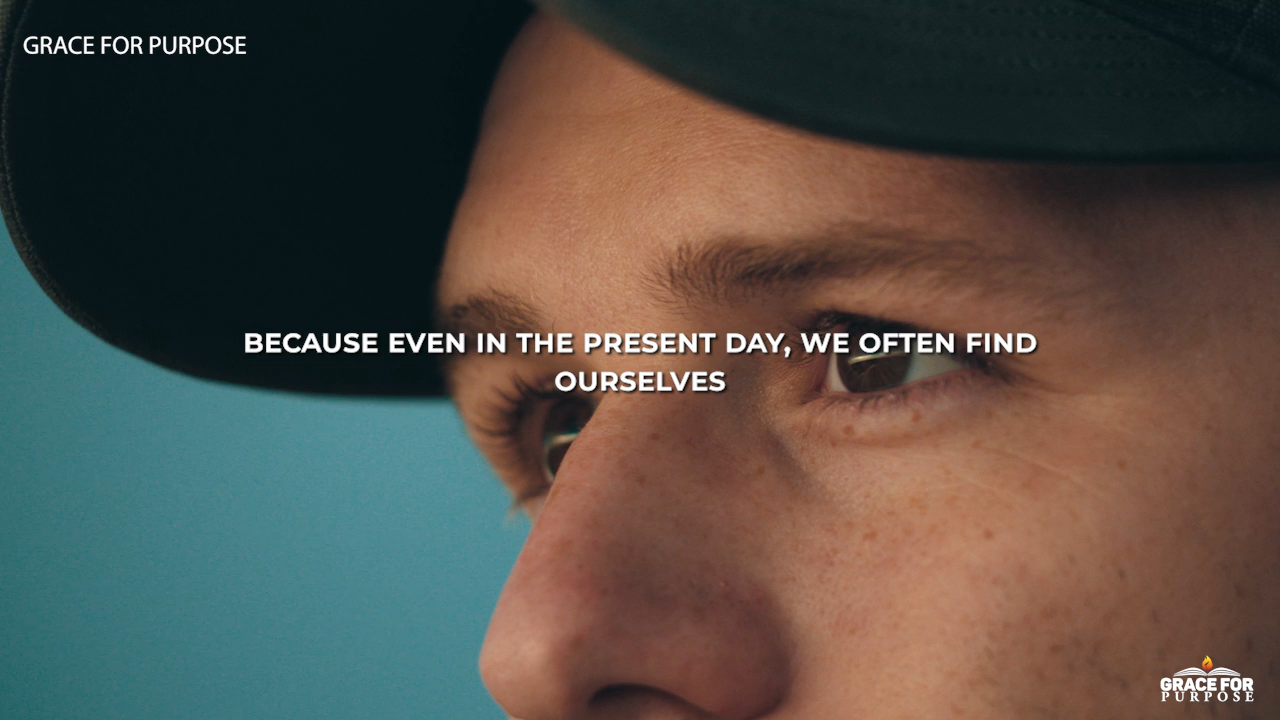 GRACE FOR PURPOSE
BECAUSE EVEN IN THE PRESENT DAY, WE OFTEN FIND
OURSELVES
GRACE FOR
PURPOSE